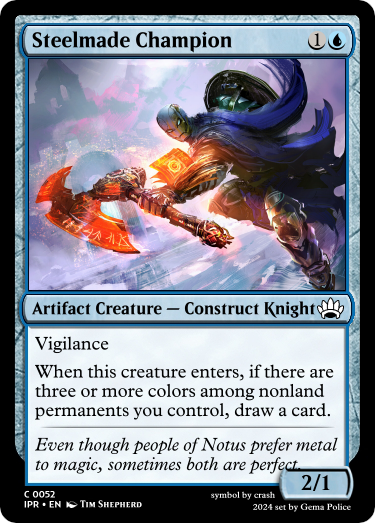 Steelmade Champion 1
Artifact Creature — Construct Knight
Vigilance
When this creature enters, if there are
three or more colors among nonland
permanents you control, draw a card.
Even though people of Notus prefer metal
to magic, sometimes both are perfect.
2/1
C 0052
IPR • EN Tim Shepherd
symbol by crash
2024 set by Gema Police